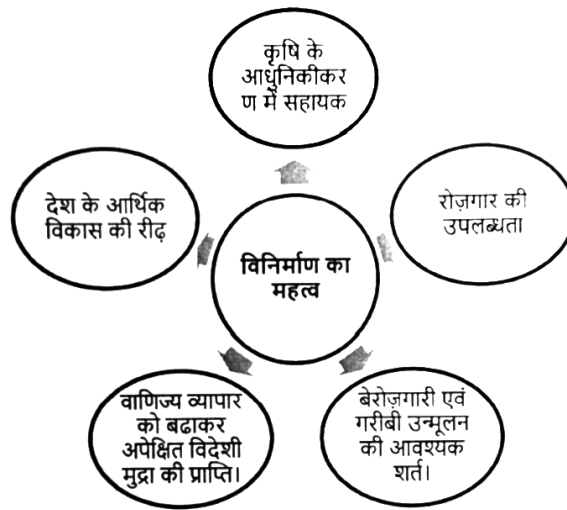 कृषि के
आधुनिकीकर
ण में सहायक
देश के आर्थिक
विकास की रीढ़
रोज़गार की
उपलब्धता
विनिर्माण का
महत्व
वाणिज्य व्यापार
को बढाकर
अपेक्षित विदेशी
मुद्रा की प्राप्ति।
बेरोज़गारी एवं
गरीबी उन्मूलन
की आवश्यक
शर्त।